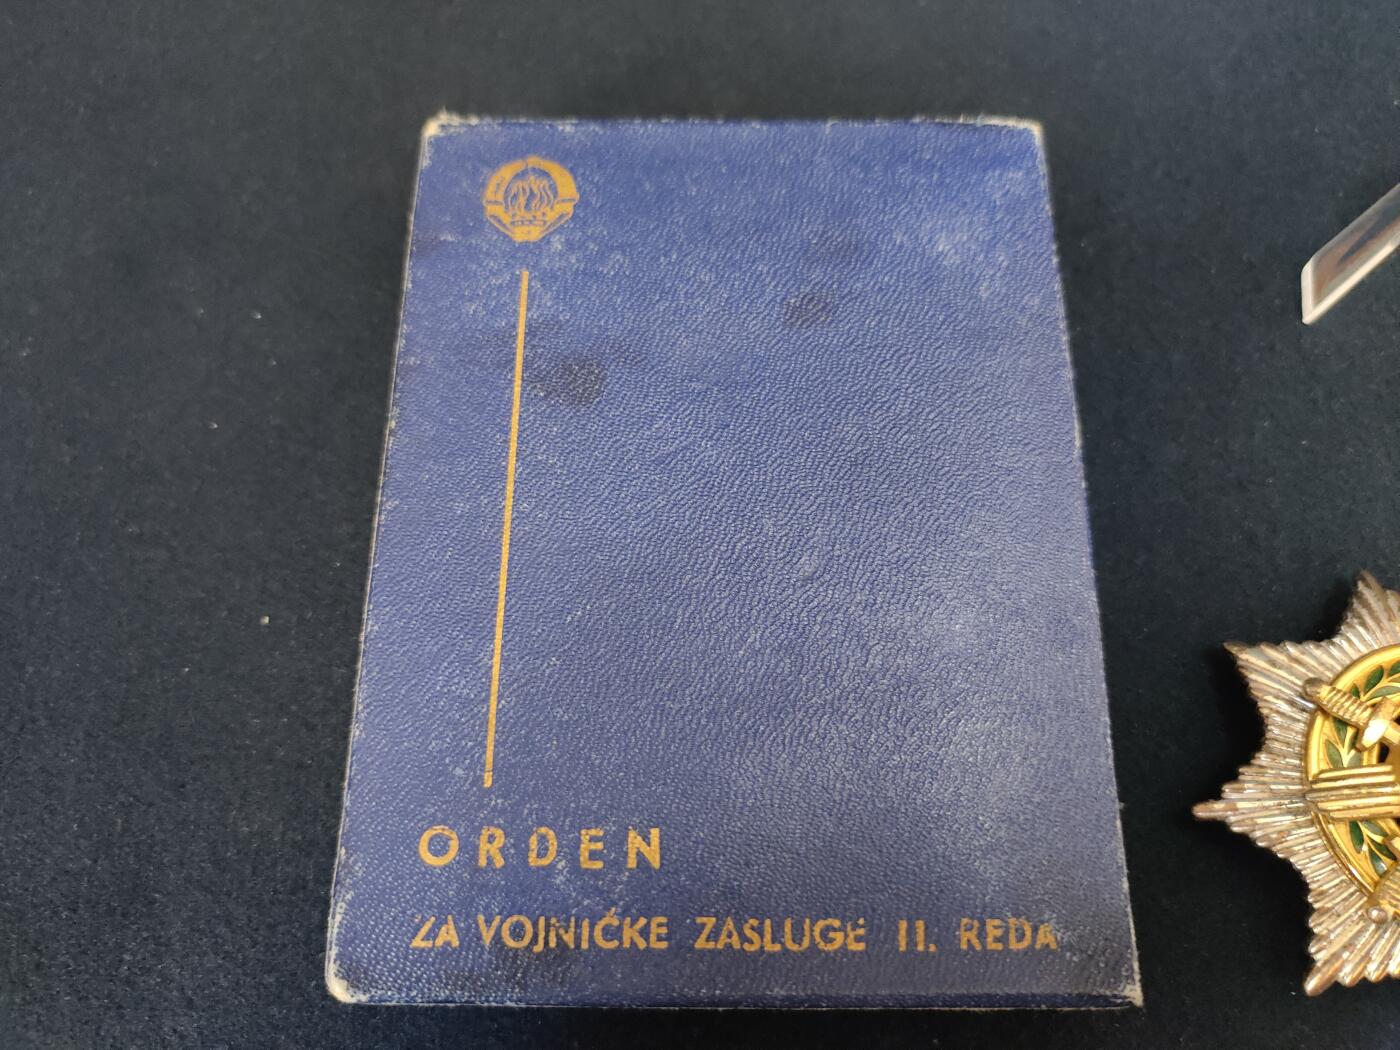 ORDEN
ZA VOJNIČKE ZASLUGE II. REDA